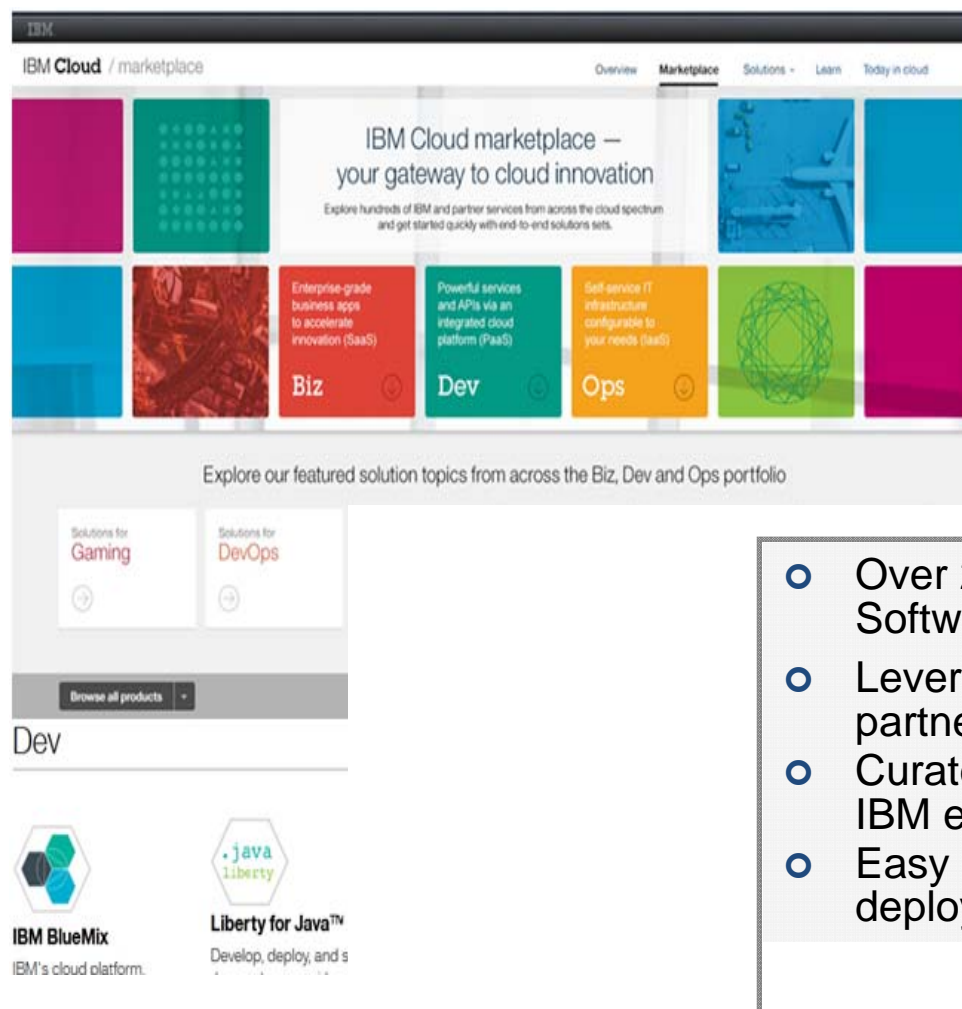 IBM
IBM Cloud / marketplace
Overview Marketplace Solutions Learn Today in cloud
IBM Cloud marketplace —
your gateway to cloud innovation
Explore hundreds of IBM and partner services from across the cloud spectrum
and get started quickly with end-to-end solutions sets.
Enterprise-grade
business apps
to accelerate
innovation (SaaS)
Biz
Powerful services
and APIs via an
integrated cloud
platform (PaaS)
Dev
Self-service IT
infrastructure
configurable to
your needs (IaaS)
Ops
Explore our featured solution topics from across the Biz, Dev and Ops portfolio
Solutions for
Gaming
Solutions for
DevOps
Browse all products
Dev
.java
liberty
IBM BlueMix
IBM's cloud platform.
Liberty for Java™
Develop, deploy, and s
Over
Softw
Lever
partne
Curat
IBM e
Easy
deploy